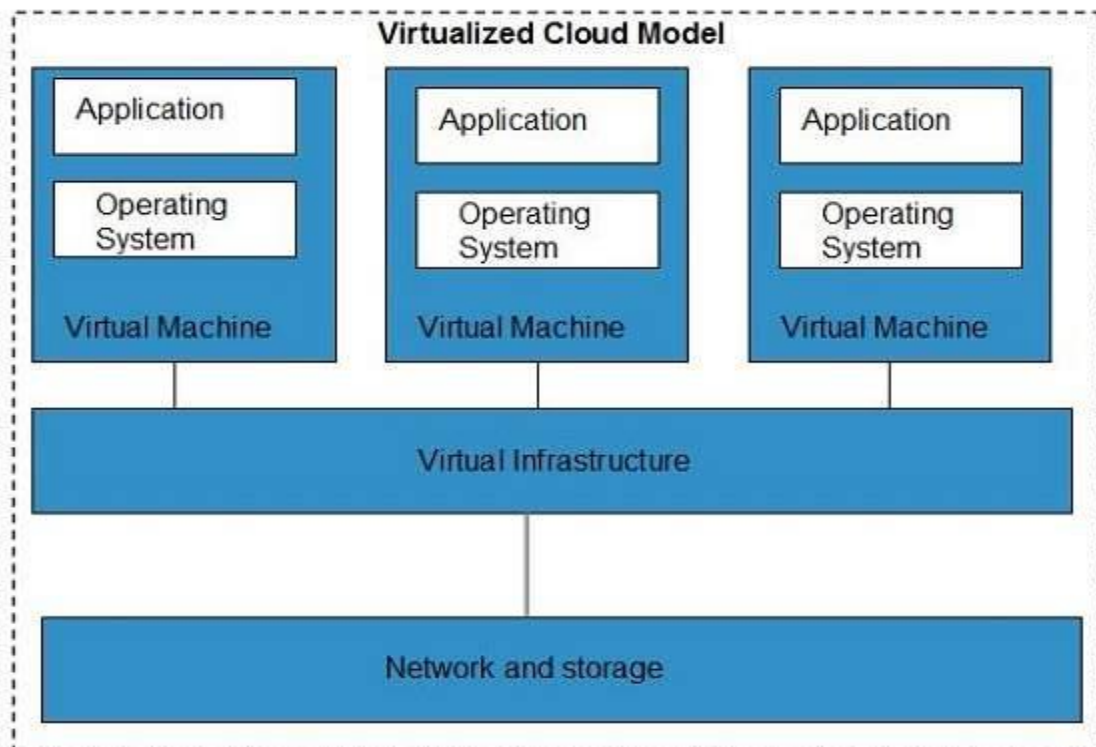 Virtualized Cloud Model
Application
Operating
System
Virtual Machine
Application
Operating
System
Virtual Machine
Application
Operating
System
Virtual Machine
Virtual Infrastructure
Network and storage